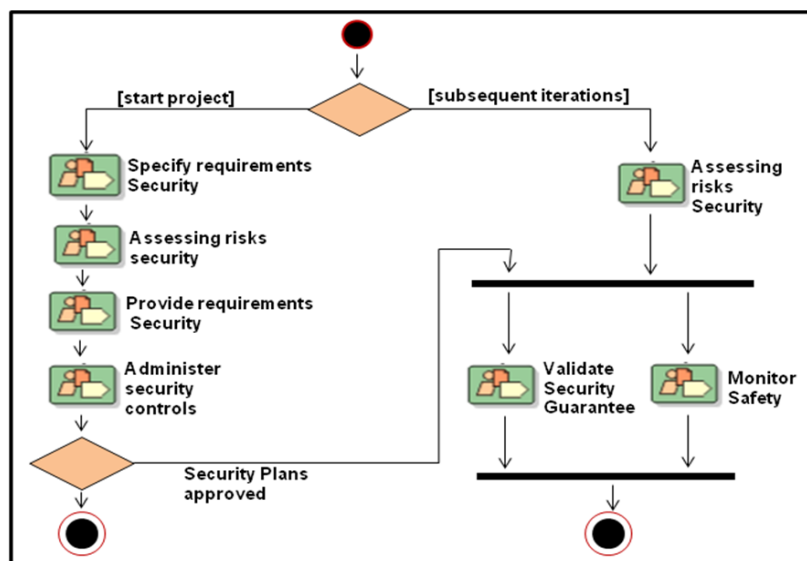 [start project]
[subsequent iterations]
Specify requirements
Security
Assessing risks
security
Provide requirements
Security
Administer
security
controls
Security Plans
approved
Assessing
risks
Security
Validate
Security
Guarantee
Monitor
Safety